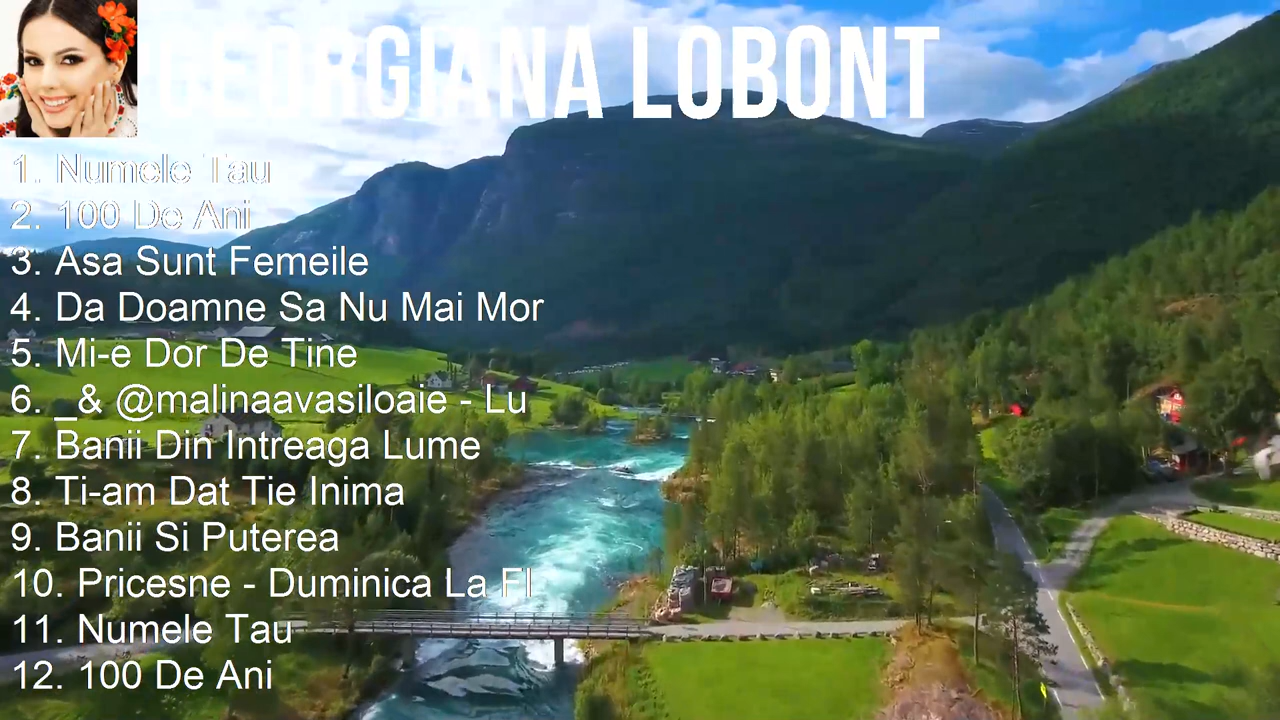 GEORGIANA LOBONT
1. Numele Tau
2. 100 De Ani
3. Asa Sunt Femeile
4. Da Doamne Sa Nu Mai Mor
5. Mi-e Dor De Tine
6. _& @malinaavasiloaie - Lu
7. Banii Din Intreaga Lume
8. Ti-am Dat Tie Inima
9. Banii Si Puterea
10. Pricesne - Duminica La Fl
11. Numele Tau
12. 100 De Ani